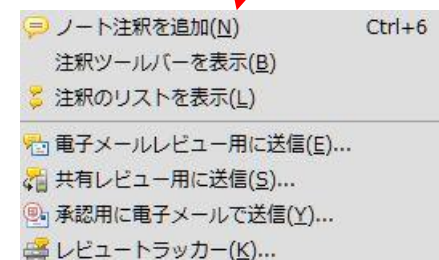 ノート注釈を追加(N) Ctrl+6
注釈ツールバーを表示(B)
注釈のリストを表示(L)
電子メールレビュー用に送信(E)...
共有レビュー用に送信(S)...
承認用に電子メールで送信(Y)...
レビュートラッカー(K)...